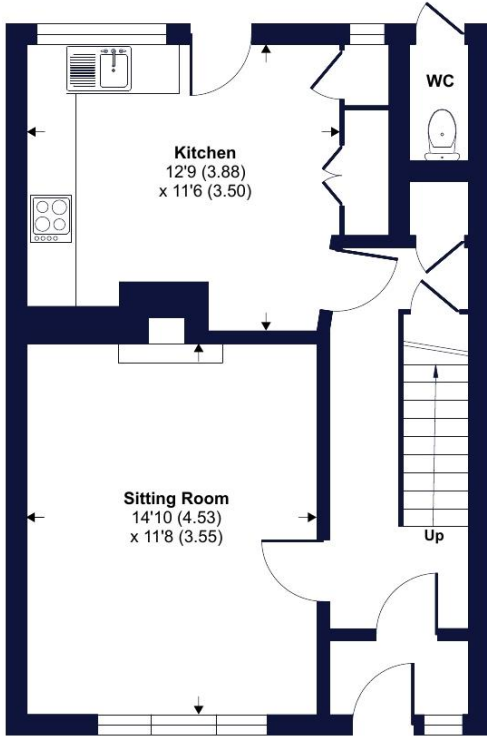 WC
Kitchen
12'9 (3.88)
x 11'6 (3.50)
Sitting Room
14'10 (4.53)
x 11'8 (3.55)
Up